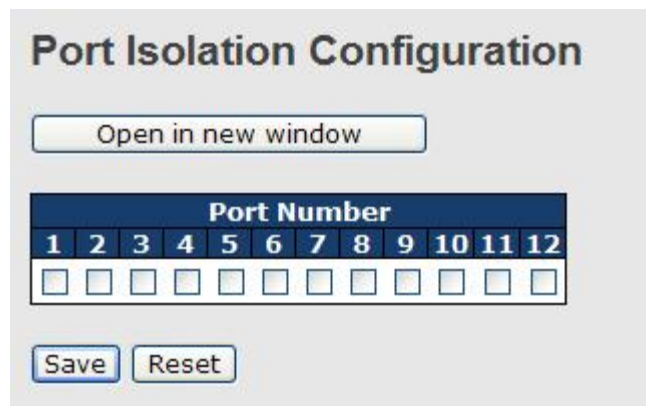 Port Isolation Configuration
Open in new window
Port Number
1 2 3 4 5 6 7 8 9 10 11 12
Save Reset